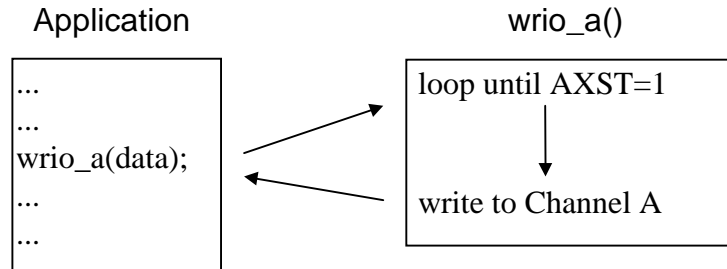 Application
...
...
wrio_a(data);
...
...
wrio_a()
loop until AXST=1
write to Channel A